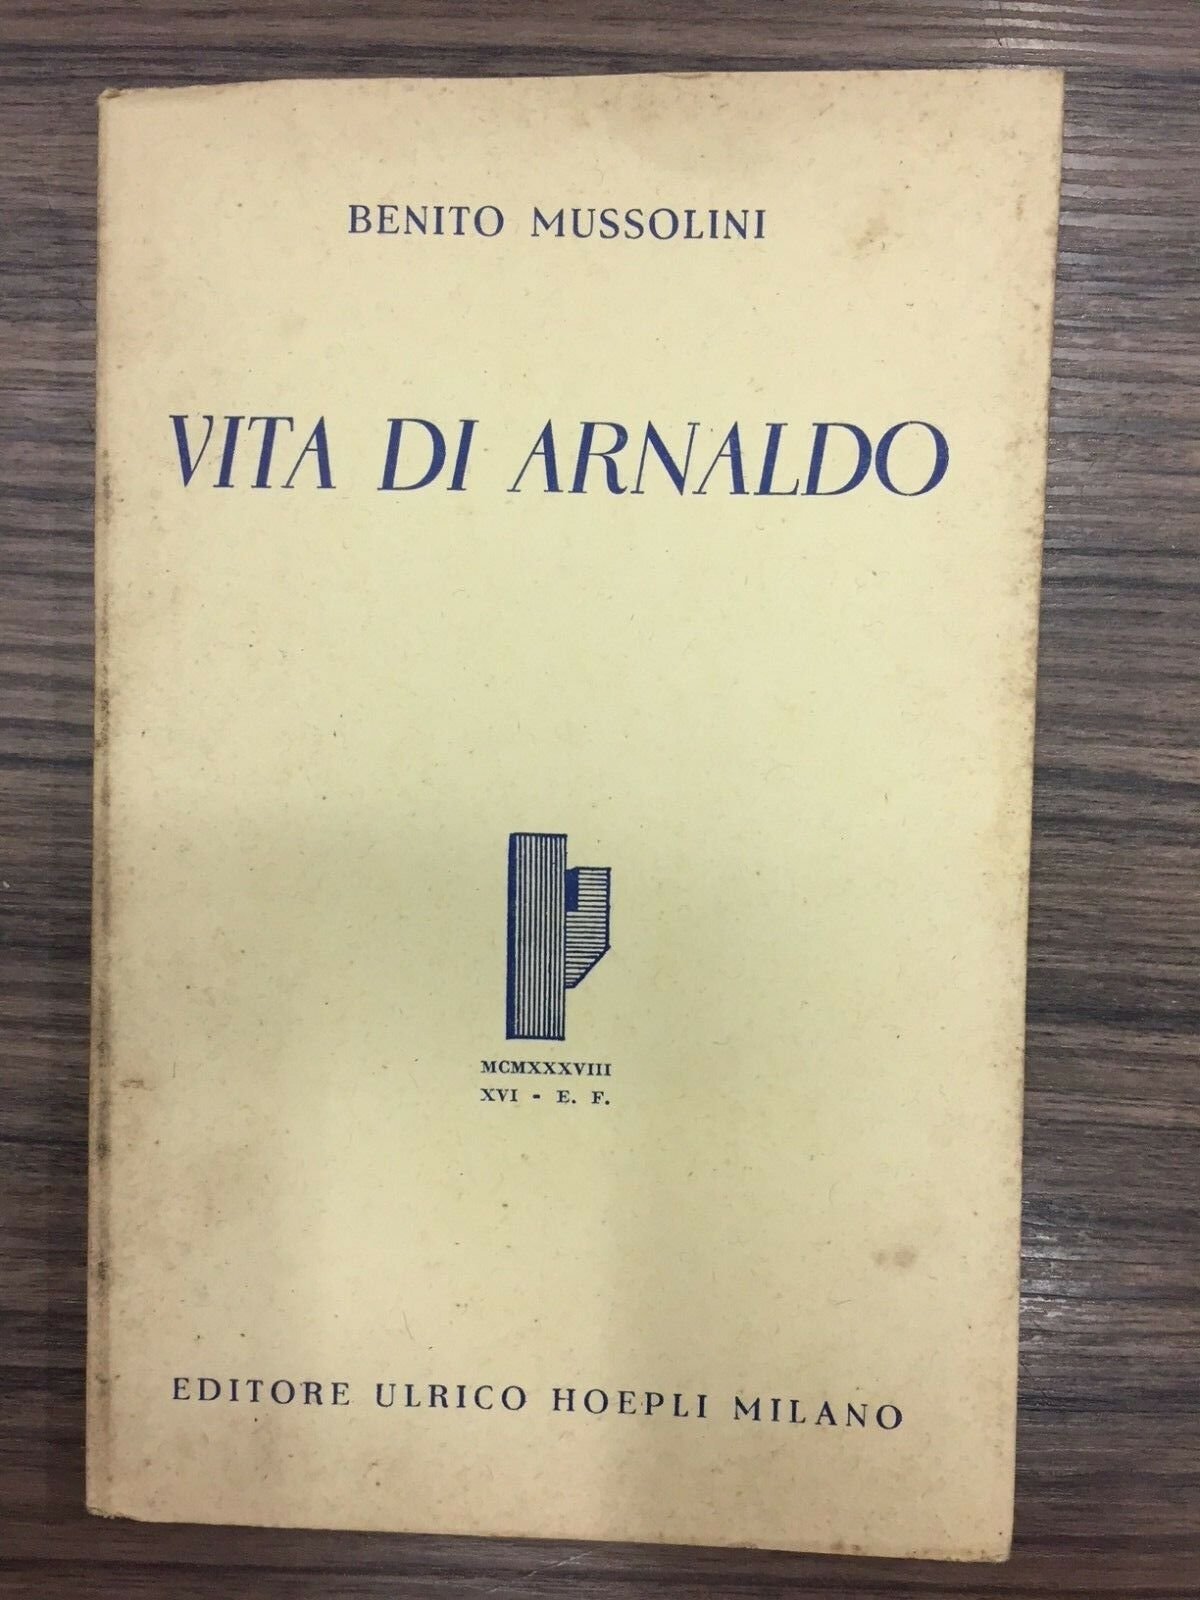 BENITO MUSSOLINI
VITA DI ARNALDO
MCMXXXVIII
XVI - E. F.
EDITORE ULRICO HOEPLI MILANO